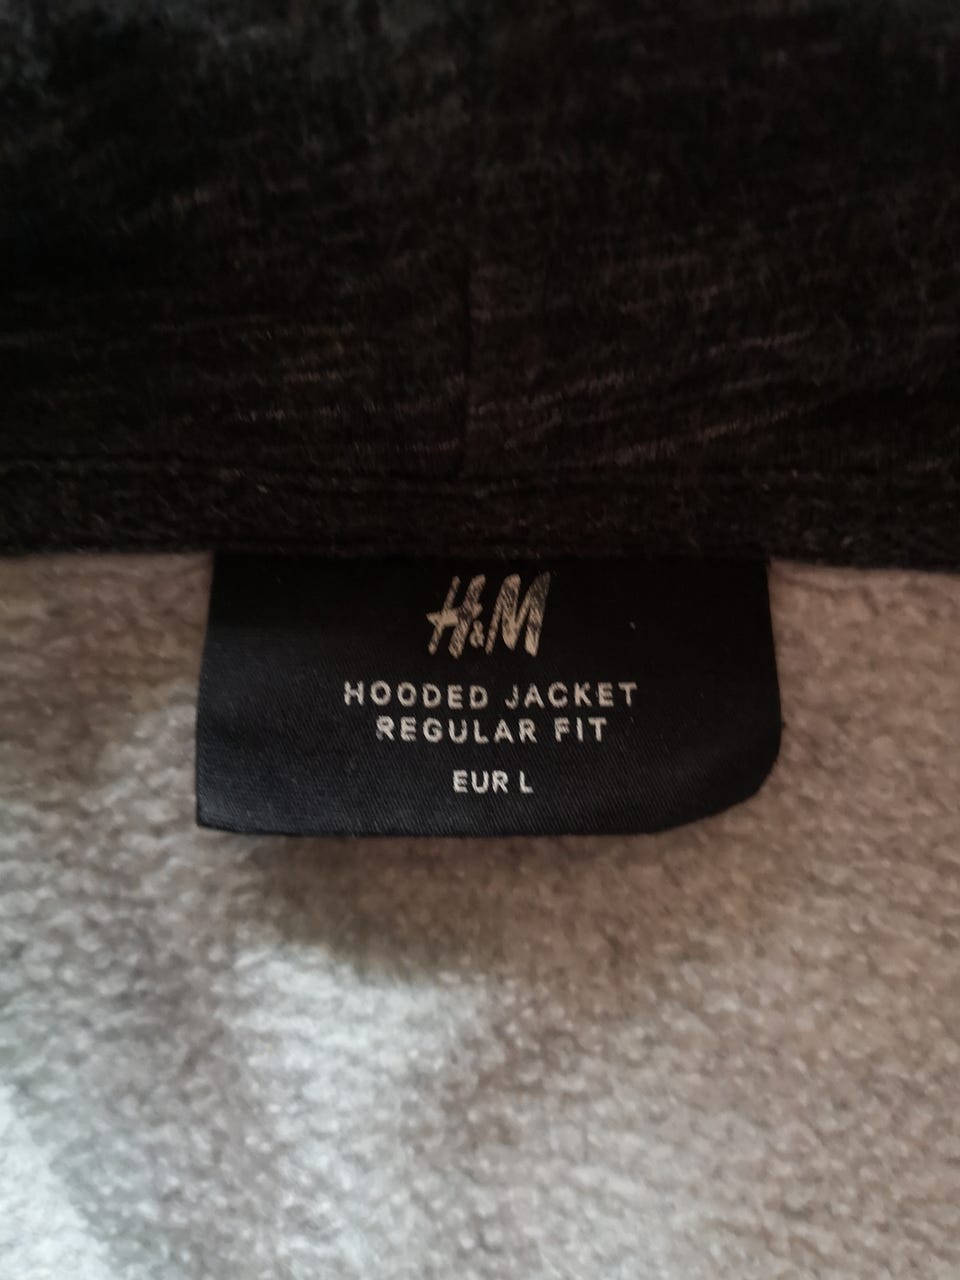 H&M
HOODED JACKET
REGULAR FIT
EUR L